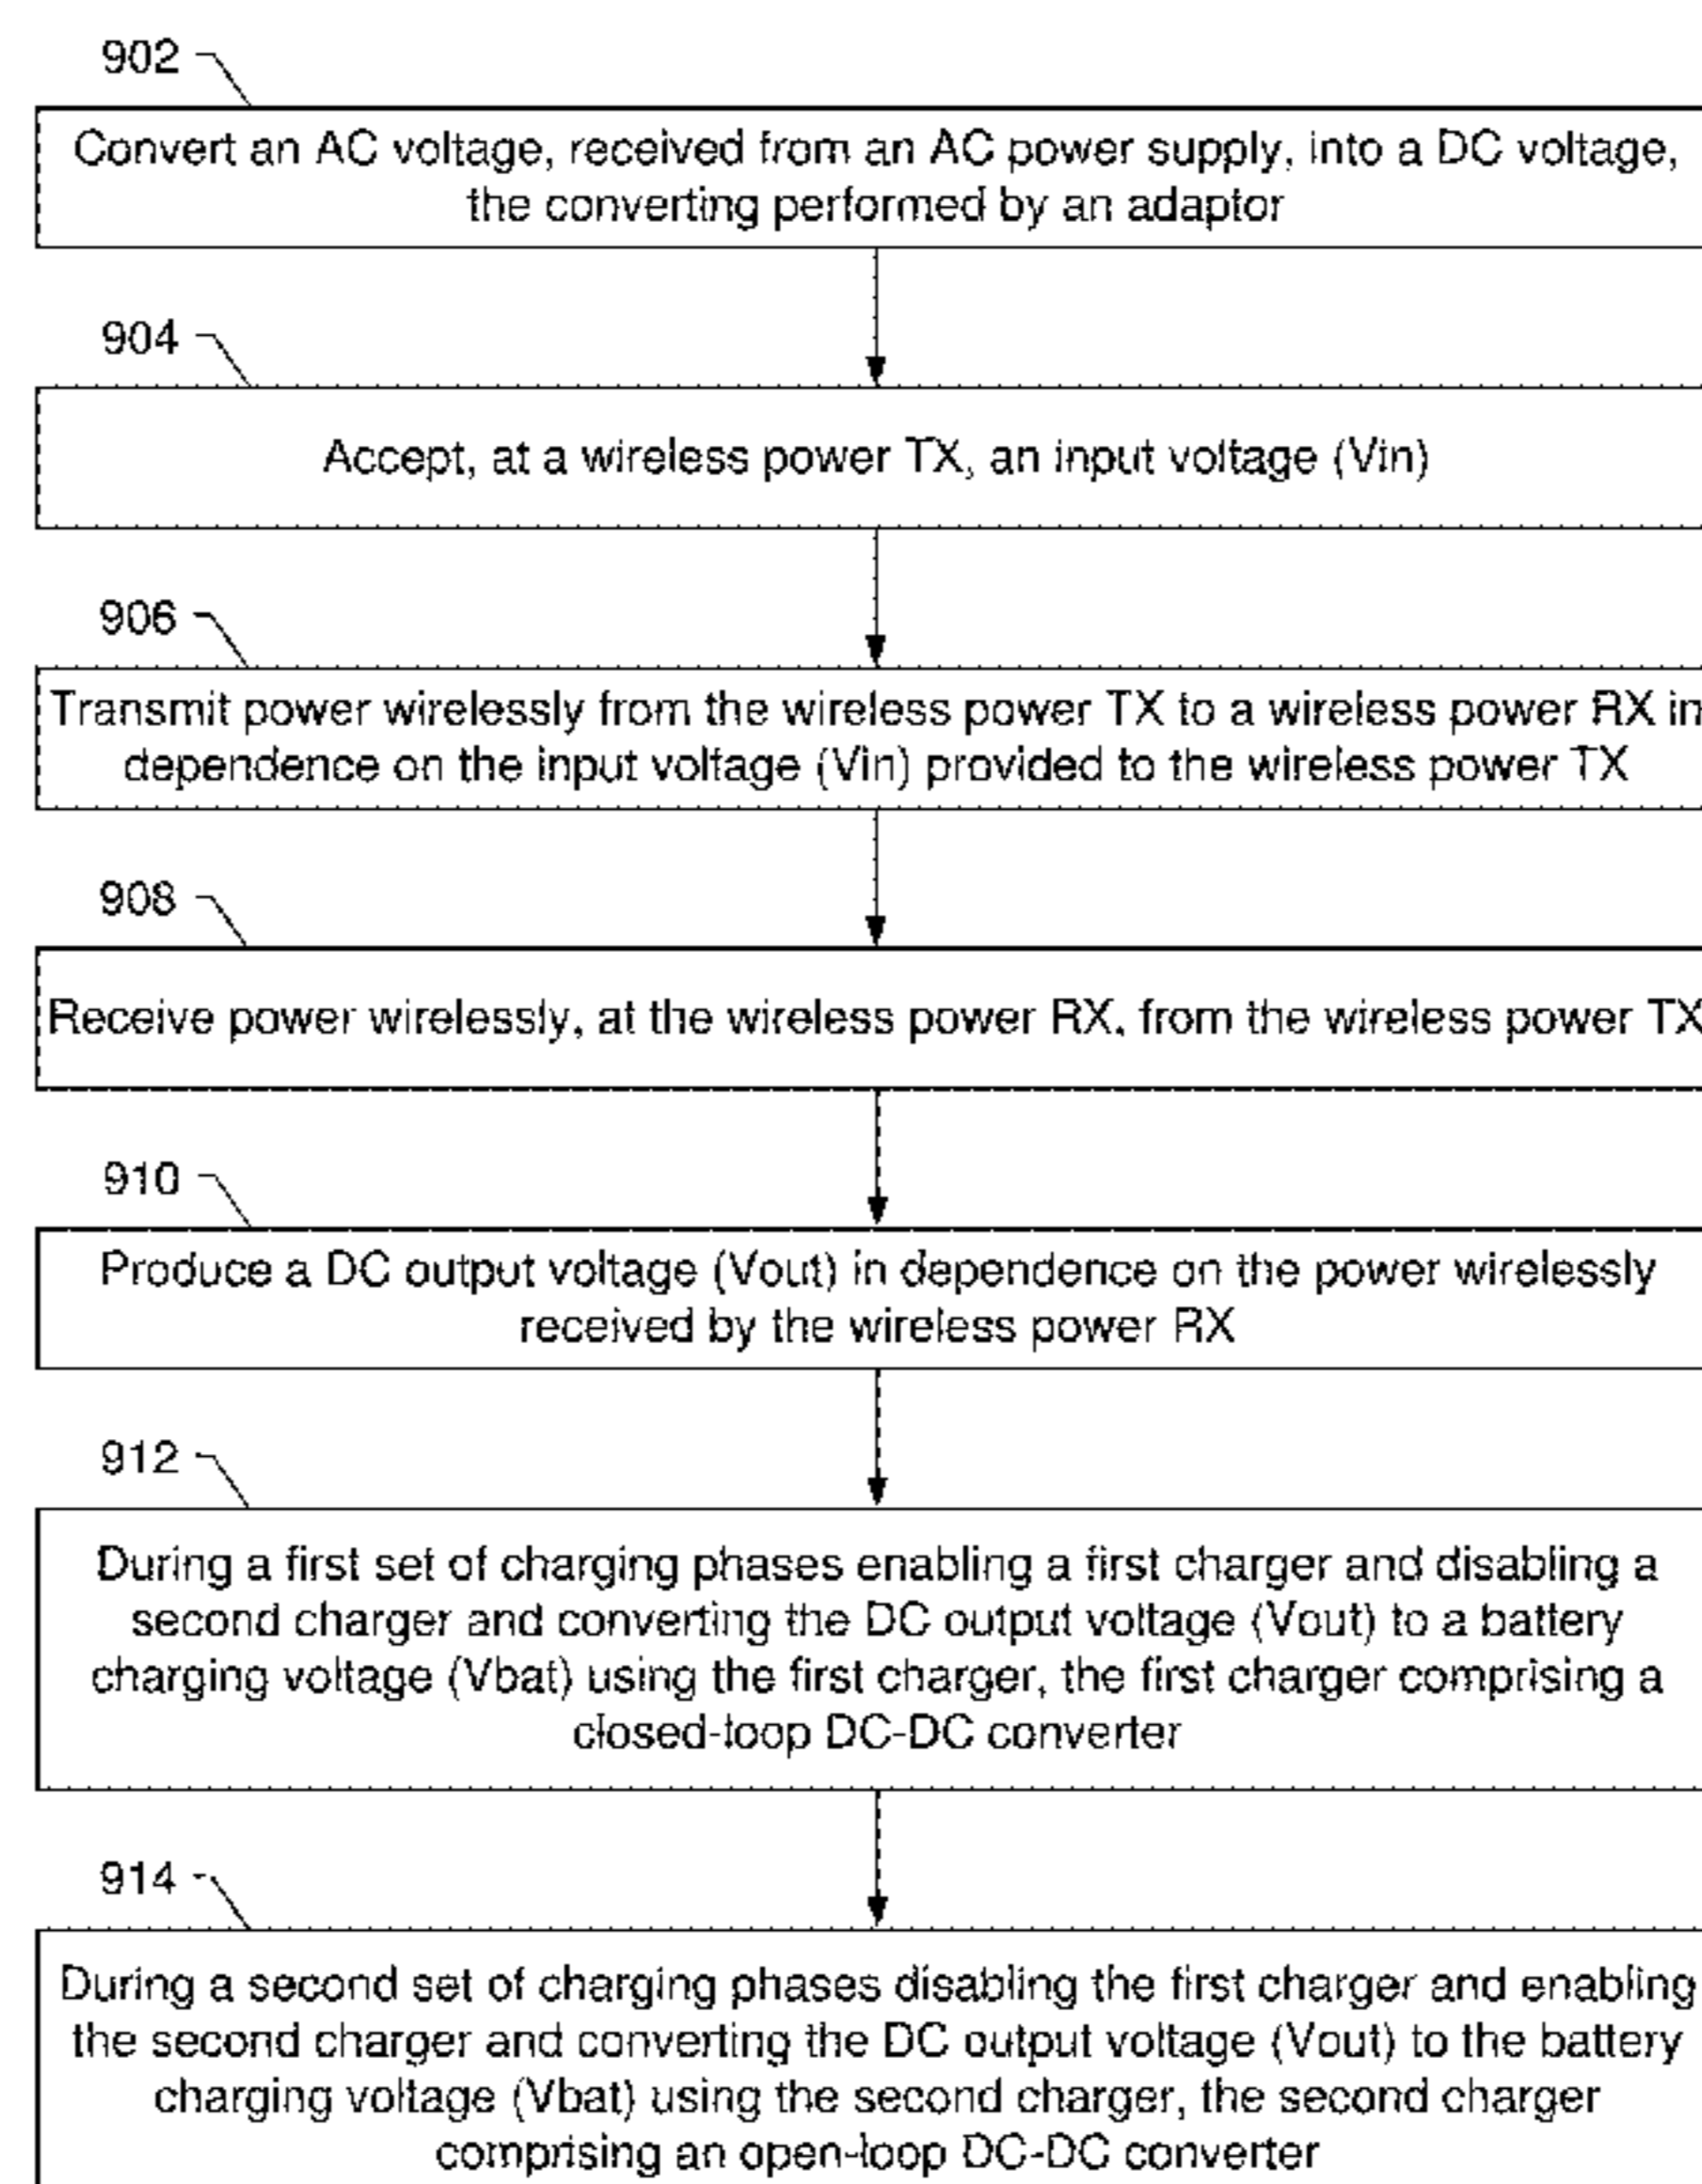 902
Convert an AC voltage, received from an AC power supply, into a DC voltage,
the converting performed by an adaptor
904
Accept, at a wireless power TX, an input voltage (Vin)
906
Transmit power wirelessly from the wireless power TX to a wireless power RX in
dependence on the input voltage (Vin) provided to the wireless power TX
908
Receive power wirelessly, at the wireless power RX, from the wireless power TX
910
Produce a DC output voltage (Vout) in dependence on the power wirelessly
received by the wireless power RX
912
During a first set of charging phases enabling a first charger and disabling a
second charger and converting the DC output voltage (Vout) to a battery
charging voltage (Vbat) using the first charger, the first charger comprising a
closed-loop DC-DC converter
914
During a second set of charging phases disabling the first charger and enabling
the second charger and converting the DC output voltage (Vout) to the battery
charging voltage (Vbat) using the second charger, the second charger
comprising an open-loop DC-DC converter